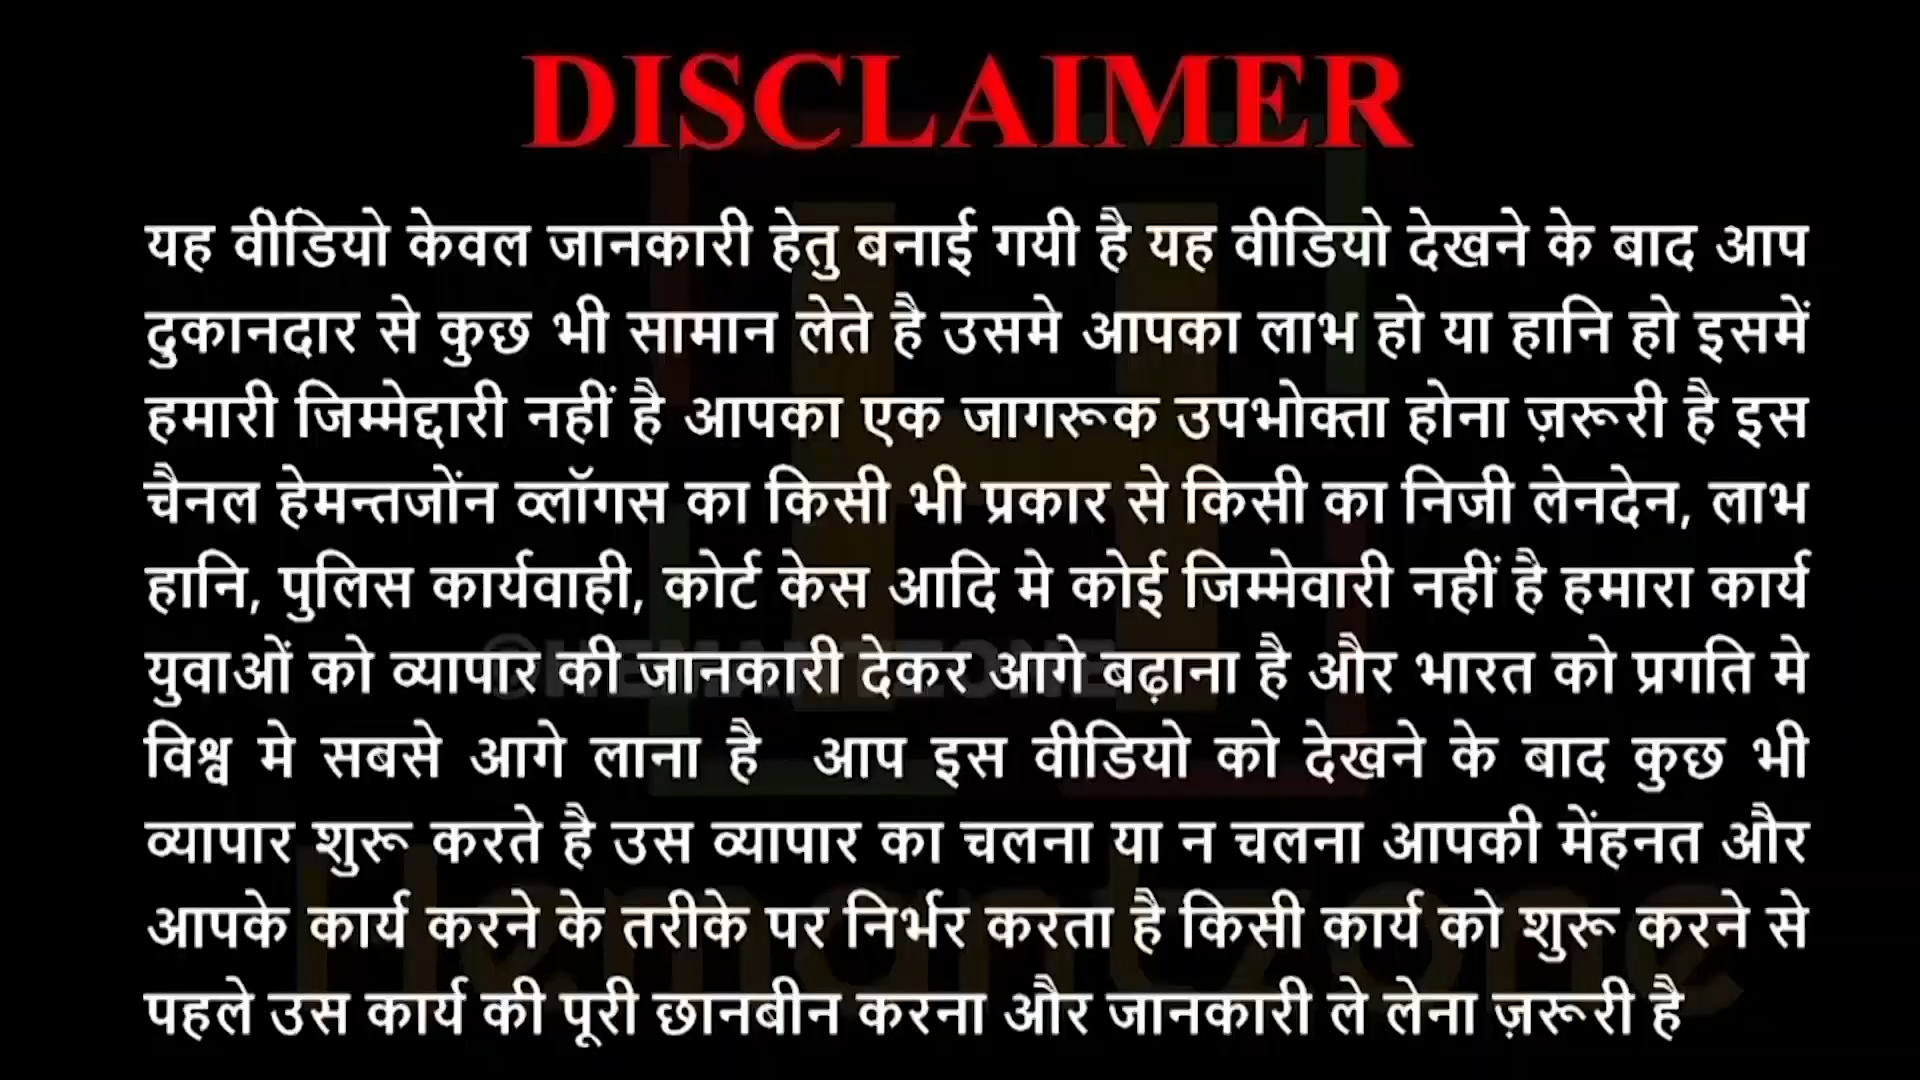 DISCLAIMER
यह वीडियो केवल जानकारी हेतु बनाई गयी है यह वीडियो देखने के बाद आप
दुकानदार से कुछ भी सामान लेते है उसमे आपका लाभ हो या हानि हो इसमें
हमारी जिम्मेद्दारी नहीं है आपका एक जागरूक उपभोक्ता होना ज़रूरी है इस
चैनल हेमन्तजोंन व्लॉगस का किसी भी प्रकार से किसी का निजी लेनदेन, लाभ
हानि, पुलिस कार्यवाही, कोर्ट केस आदि मे कोई जिम्मेवारी नहीं है हमारा कार्य
युवाओं को व्यापार की जानकारी देकर आगे बढ़ाना है और भारत को प्रगति मे
©HEMANTZONE
विश्व मे सबसे आगे लाना है आप इस वीडियो को देखने के बाद कुछ भी
व्यापार शुरू करते है उस व्यापार का चलना या न चलना आपकी मेंहनत और
आपके कार्य करने के तरीके पर निर्भर करता है किसी कार्य को शुरू करने से
Hemantzone
पहले उस कार्य की पूरी छानबीन करना और जानकारी ले लेना ज़रूरी है